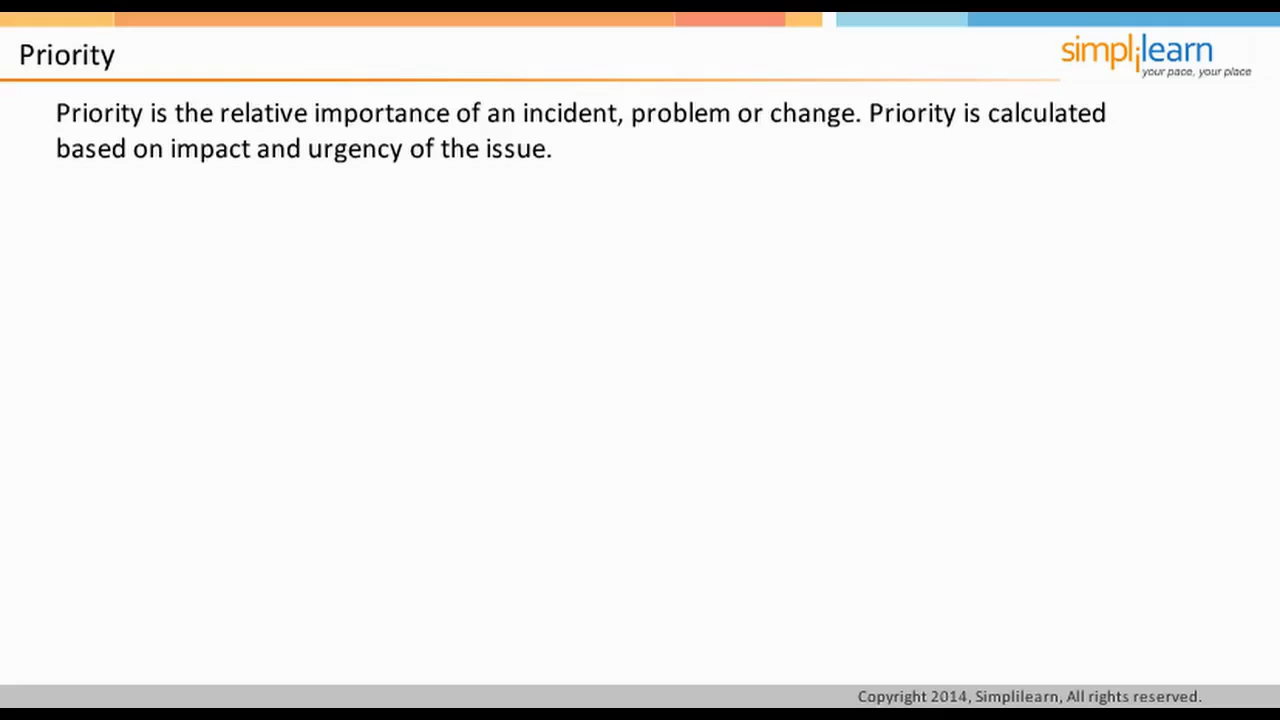 Priority
simplilearn
your pace, your place
Priority is the relative importance of an incident, problem or change. Priority is calculated
based on impact and urgency of the issue.
Copyright 2014, Simplilearn, All rights reserved.